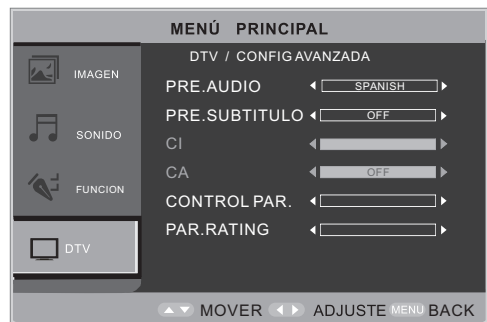 MENÚ PRINCIPAL
IMAGEN
SONIDO
FUNCION
DTV
DTV / CONFIG AVANZADA
PRE.AUDIO SPANISH
PRE.SUBTITULO OFF
CI
CA OFF
CONTROL PAR.
PAR.RATING
MOVER ADJUSTE MENU BACK